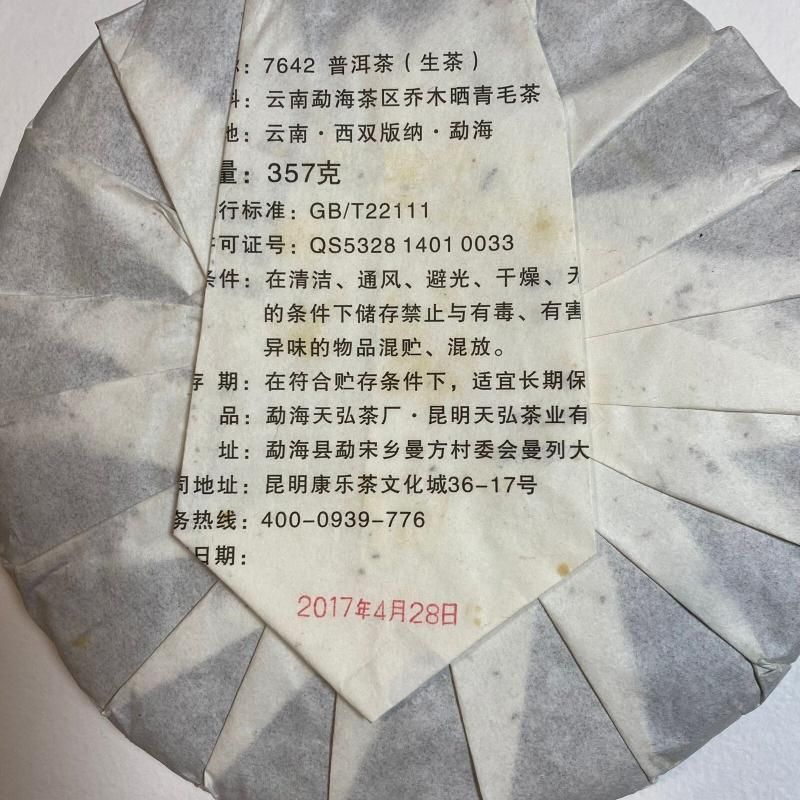 ：7642 普洱茶（生茶）
料：云南勐海茶区乔木晒青毛茶
地：云南·西双版纳·勐海
量：357克
行标准：GB/T22111
可证号：QS5328 1401 0033
条件：在清洁、通风、避光、干燥、无
的条件下储存禁止与有毒、有害
异味的物品混贮、混放。
存 期：在符合贮存条件下，适宜长期保
品：勐海天弘茶厂·昆明天弘茶业有
址：勐海县勐宋乡曼方村委会曼列大
司地址：昆明康乐茶文化城36-17号
务热线：400-0939-776
日期：
2017年4月28日